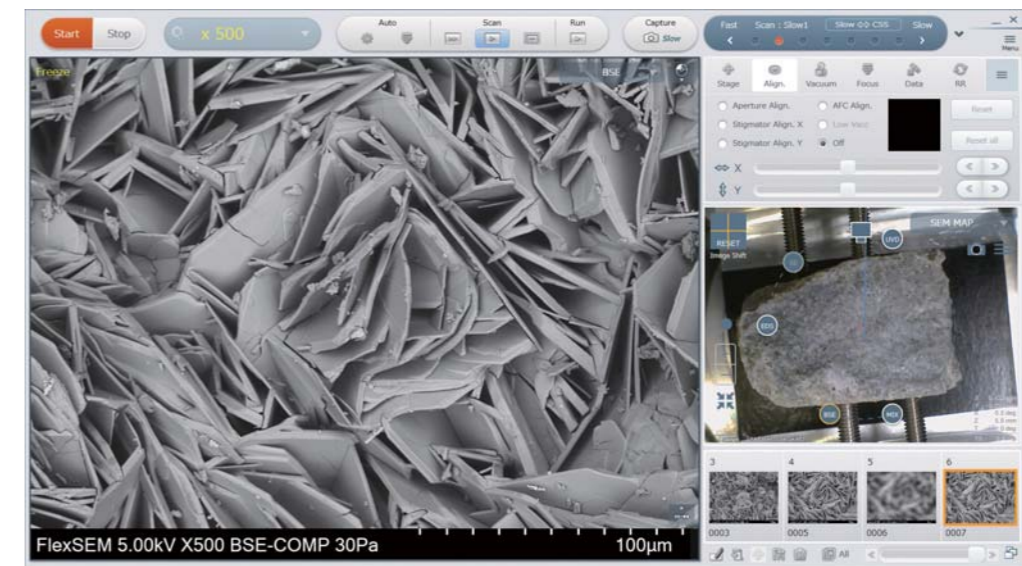 Start
Stop
x 500
Auto
Scan
Run
Capture
Slow
Fast
Scan : Slow1
Slow
CSS
Slow
Menu
Freeze
BSE
FlexSEM 5.00kV X500 BSE-COMP 30Pa
100µm
Stage
Align.
Vacuum
Focus
Data
RR
Aperture Align.
AFC Align.
Reset
Stigmator Align. X
Low Vacc
Stigmator Align. Y
Off
Reset all
X
Y
RESET
Image Shift
SEM MAP
UVD
SE
EDS
BSE
MIX
3
4
5
6
0003
0005
0006
0007
All